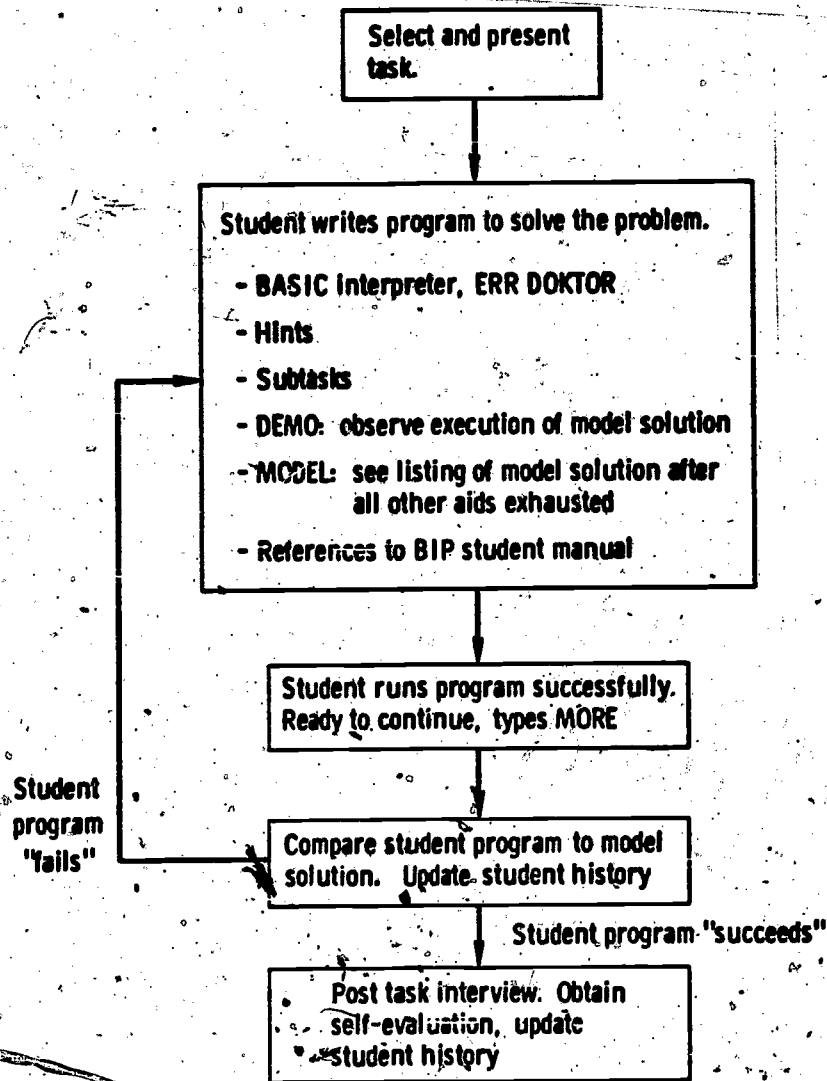 Select and present
task.
Student writes program to solve the problem.
- BASIC interpreter, ERR DOKTOR
- Hints
- Subtasks
- DEMO: observe execution of model solution
- MODEL: see listing of model solution after
all other aids exhausted
- References to BIP student manual
Student runs program successfully.
Ready to continue, types MORE
Student
program
"fails"
Compare student program to model
solution. Update student history
Student program "succeeds"
Post task interview. Obtain
self-evaluation, update
student history